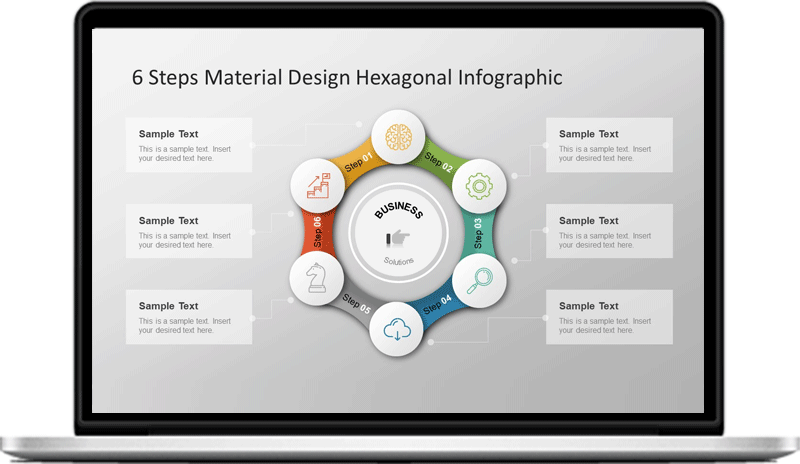 6 Steps Material Design Hexagonal Infographic
Sample Text
This is a sample text. Insert
your desired text here.
Sample Text
This is a sample text. Insert
your desired text here.
Sample Text
This is a sample text. Insert
your desired text here.
Step 01
Step 02
Step 03
Step 04
Step 05
Step 06
BUSINESS
Solutions
Sample Text
This is a sample text. Insert
your desired text here.
Sample Text
This is a sample text. Insert
your desired text here.
Sample Text
This is a sample text. Insert
your desired text here.